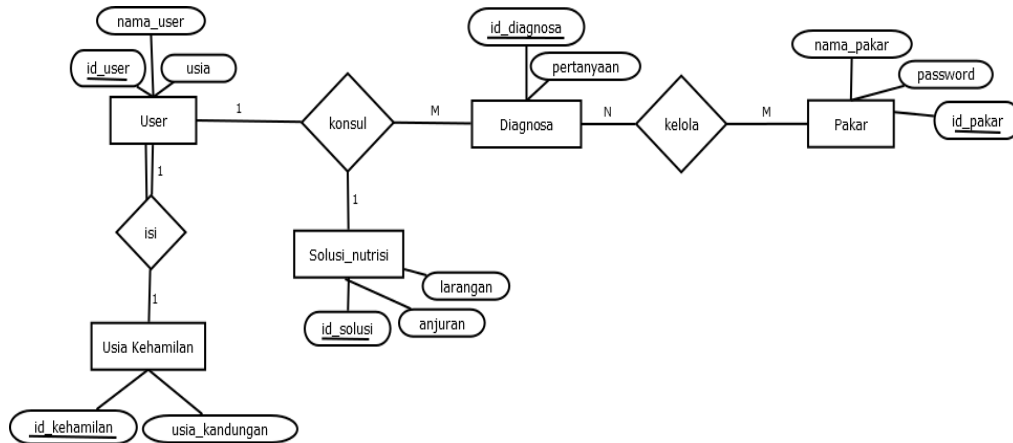 nama_user
id_user
usia
User
1
konsul
M
id_diagnosa
pertanyaan
Diagnosa
N
kelola
M
nama_pakar
password
id_pakar
Pakar
1
isi
1
Usia Kehamilan
id_kehamilan
usia_kandungan
1
Solusi_nutrisi
larangan
anjuran
id_solusi